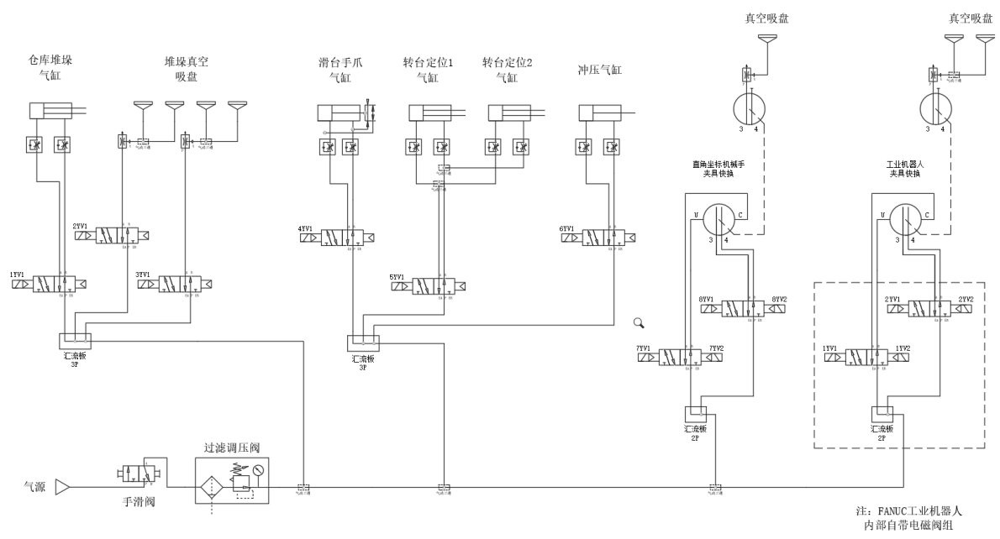 真空吸盘
真空吸盘
仓库堆垛
气缸
堆垛真空
吸盘
滑台手爪
气缸
转台定位1
气缸
转台定位2
气缸
冲压气缸
3 4
3 4
直角坐标机械手
夹具快换
工业机器人
夹具快换
U
C
3 4
U
C
3 4
2YV1
4YV1
6YV1
1YV1
3YV1
5YV1
8YV1
8YV2
2YV1
2YV2
7YV1
7YV2
1YV1
1YV2
汇流板
3P
汇流板
3P
汇流板
2P
汇流板
2P
过滤调压阀
气源
手滑阀
注: FANUC工业机器人
内部自带电磁阀组